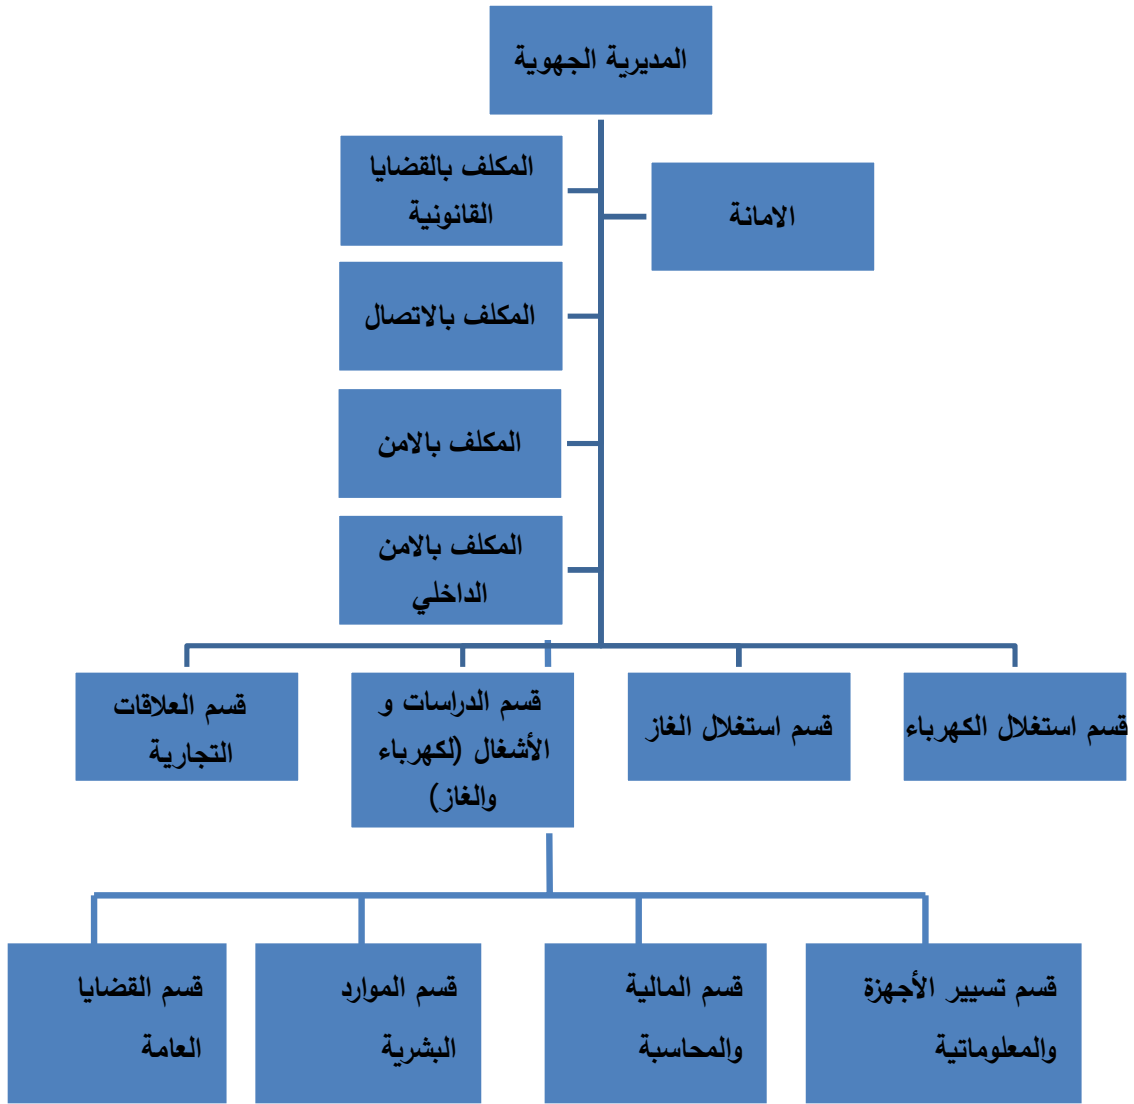 المديرية الجهوية
المكلف بالقضايا
القانونية
الامانة
المكلف بالاتصال
المكلف بالامن
المكلف بالامن
الداخلي
قسم استغلال الكهرباء
قسم استغلال الغاز
قسم الدراسات و
الأشغال (لكهرباء
والغاز)
قسم العلاقات
التجارية
قسم تسيير الأجهزة
والمعلوماتية
قسم المالية
والمحاسبة
قسم الموارد
البشرية
قسم القضايا
العامة